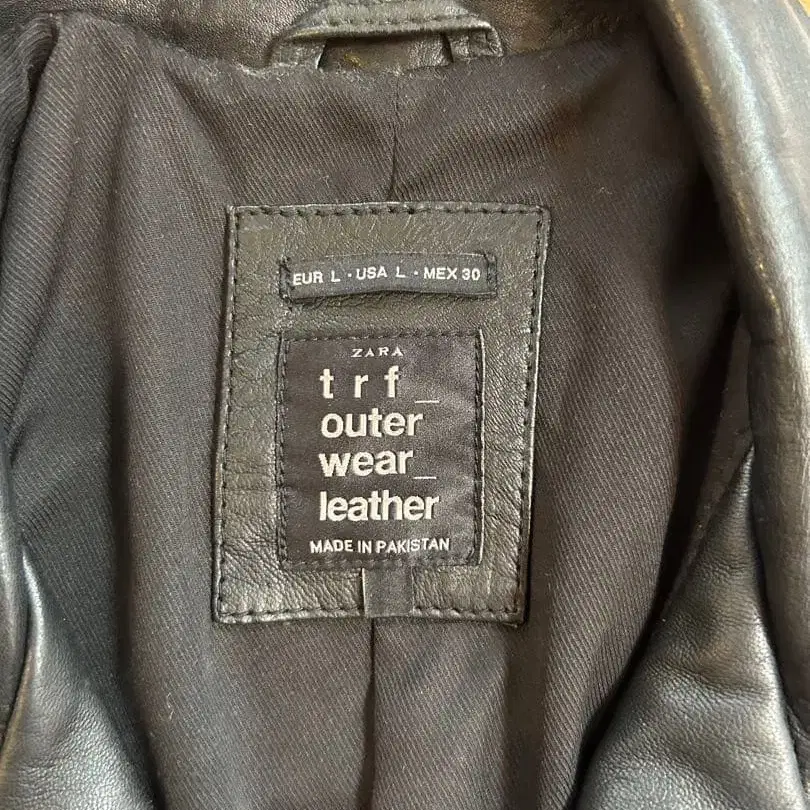 EUR L · USA L · MEX 30
ZARA
trf_
outer
wear_
leather
MADE IN PAKISTAN